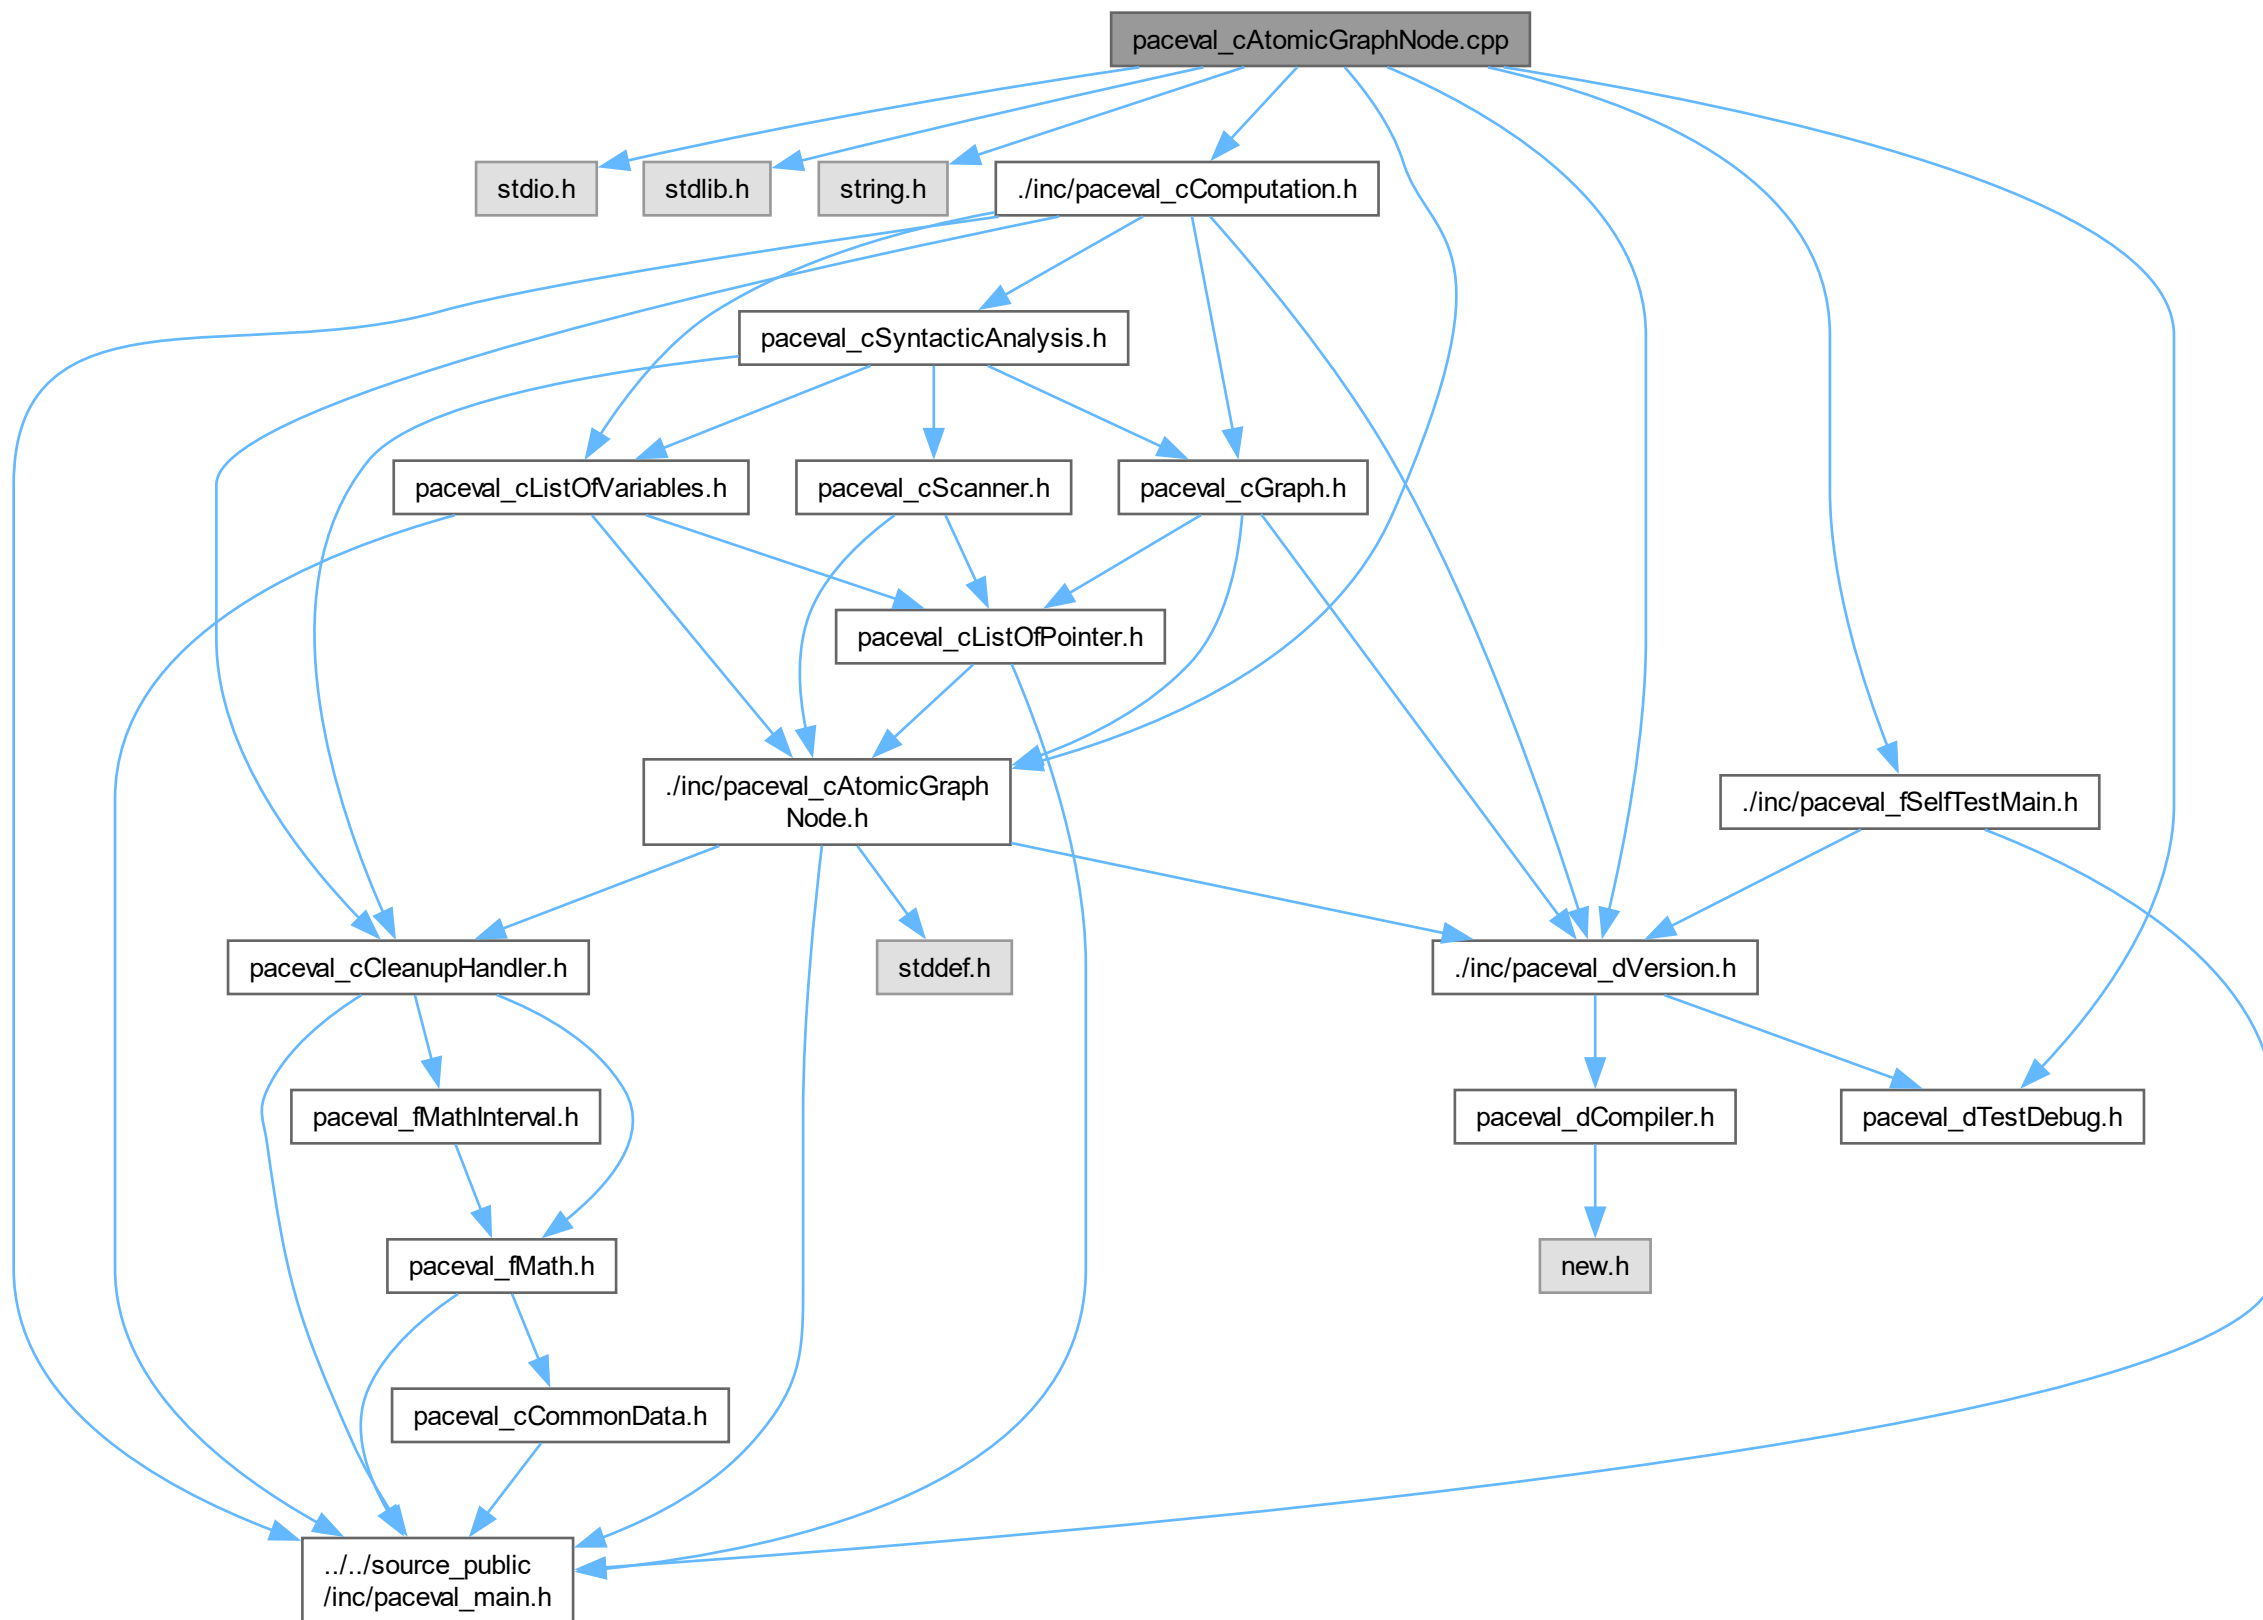 paceval_cAtomicGraphNode.cpp
stdio.h
stdlib.h
string.h
./inc/paceval_cComputation.h
paceval_cSyntacticAnalysis.h
paceval_cListOfVariables.h
paceval_cScanner.h
paceval_cGraph.h
paceval_cListOfPointer.h
./inc/paceval_cAtomicGraph
Node.h
./inc/paceval_fSelfTestMain.h
paceval_cCleanupHandler.h
stddef.h
./inc/paceval_dVersion.h
paceval_fMathInterval.h
paceval_dCompiler.h
paceval_dTestDebug.h
paceval_fMath.h
new.h
paceval_cCommonData.h
../../source_public
/inc/paceval_main.h